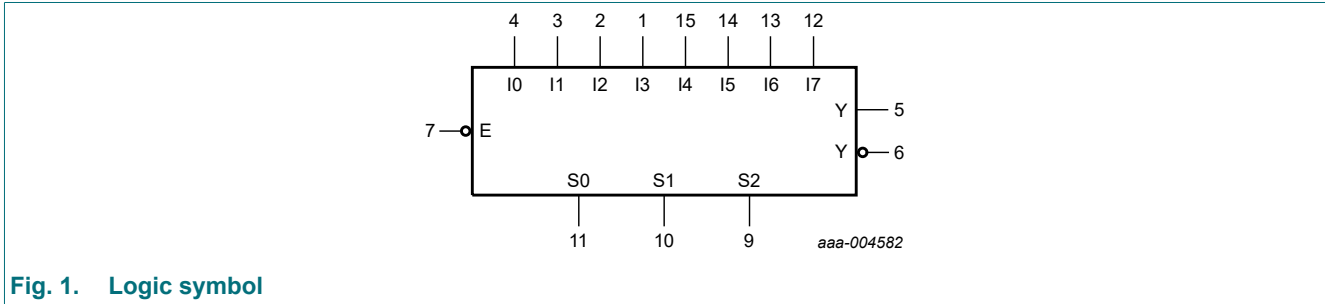 4 3 2 1 15 14 13 12
I0 I1 I2 I3 I4 I5 I6 I7
Y 5
7 E
Y 6
S0 S1 S2
11 10 9 aaa-004582
Fig. 1. Logic symbol